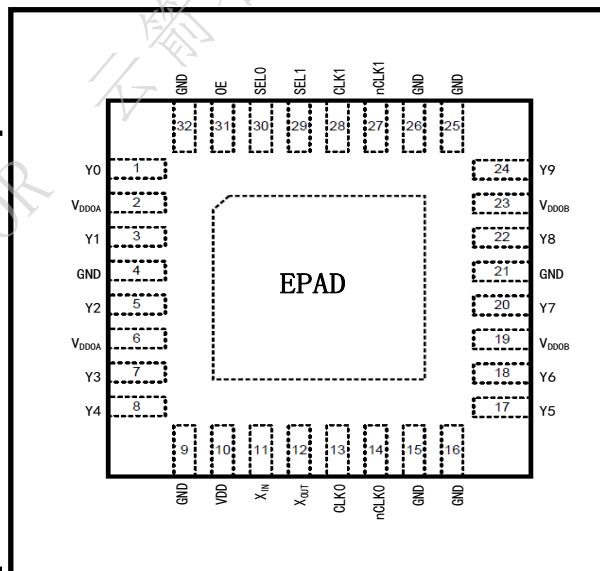 云箭
OR
GND OE SEL0 SEL1 CLK1 nCLK1 GND GND
32 31 30 29 28 27 26 25
Y0 1 24 Y9
VDDOA 2 23 VDDOB
Y1 3 22 Y8
GND 4 21 GND
EPAD
Y2 5 20 Y7
VDDOA 6 19 VDDOB
Y3 7 18 Y6
Y4 8 17 Y5
9 10 11 12 13 14 15 16
GND VDD XIN XOUT CLK0 nCLK0 GND GND